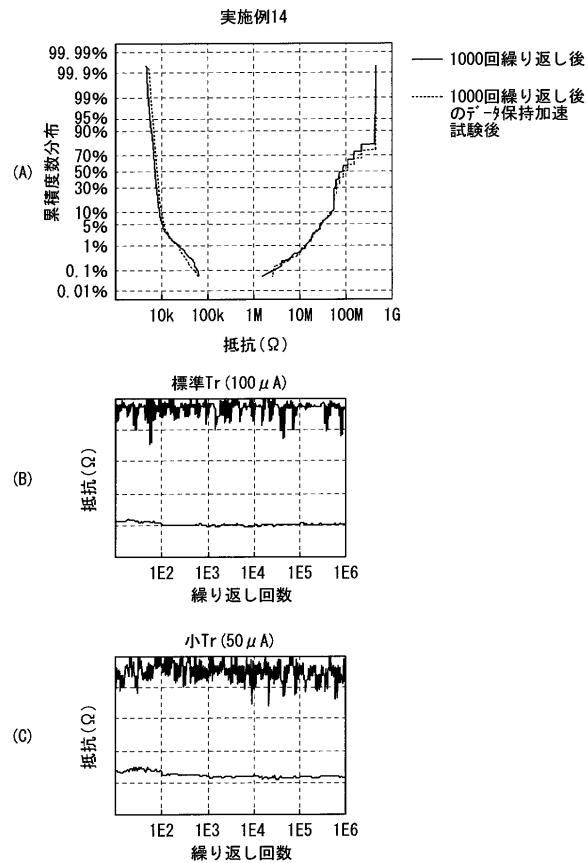 実施例14
(A)
累積度数分布
99.99%
99.9%
99%
95%
90%
70%
50%
30%
10%
5%
1%
0.1%
0.01%
10k 100k 1M 10M 100M 1G
抵抗(Ω)
1000回繰り返し後
1000回繰り返し後
のデータ保持加速
試験後
(B)
標準Tr(100μA)
抵抗(Ω)
1E2 1E3 1E4 1E5 1E6
繰り返し回数
(C)
小Tr(50μA)
抵抗(Ω)
1E2 1E3 1E4 1E5 1E6
繰り返し回数